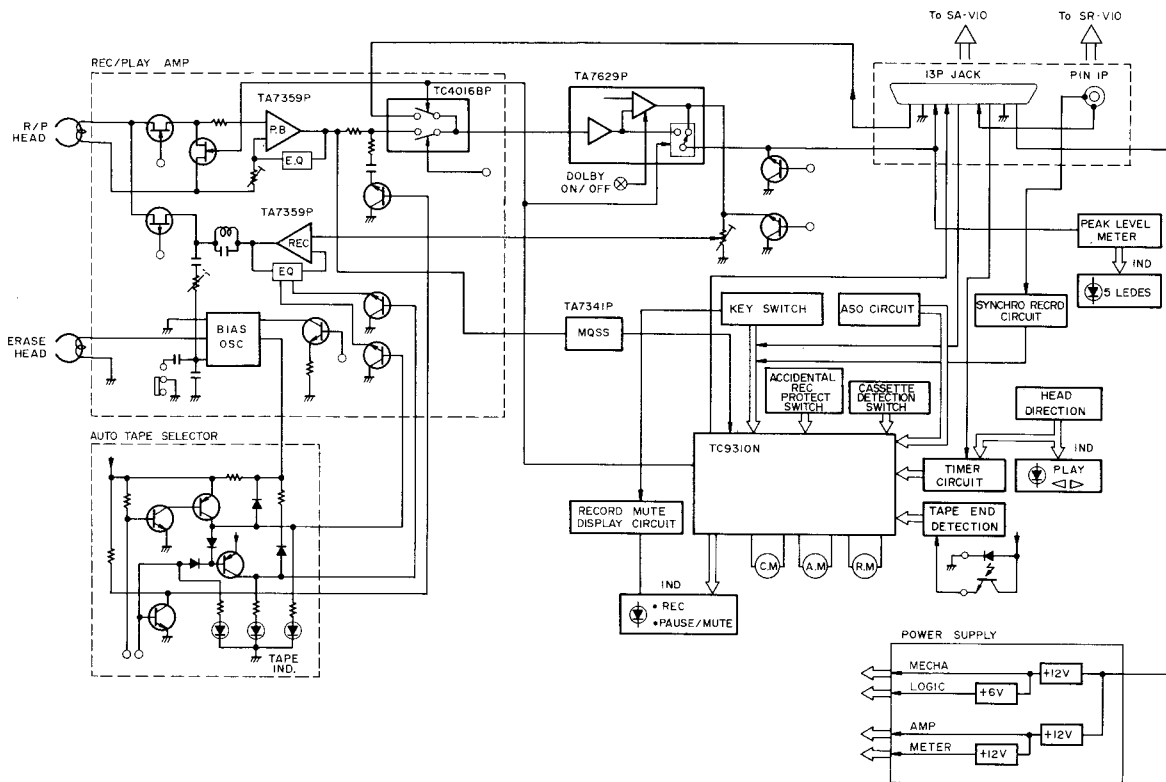 To SA-V10
To SR-V10
REC/PLAY AMP
13P JACK
PIN 1P
TA7359P
TC4016BP
TA7629P
R/P
HEAD
P.B
E.Q
DOLBY
ON/OFF
TA7359P
REC
EQ
PEAK LEVEL
METER
IND
5 LEDES
TA7341P
MQSS
KEY SWITCH
ASO CIRCUIT
SYNCHRO RECRD
CIRCUIT
ERASE
HEAD
BIAS
OSC
ACCIDENTAL
REC
PROTECT
SWITCH
CASSETTE
DETECTION
SWITCH
HEAD
DIRECTION
AUTO TAPE SELECTOR
TC9310N
TIMER
CIRCUIT
IND
PLAY
RECORD MUTE
DISPLAY CIRCUIT
TAPE END
DETECTION
C.M
A.M
R.M
IND
• REC
• PAUSE/MUTE
TAPE
IND.
POWER SUPPLY
MECHA
+12V
LOGIC
+6V
AMP
+12V
METER
+12V